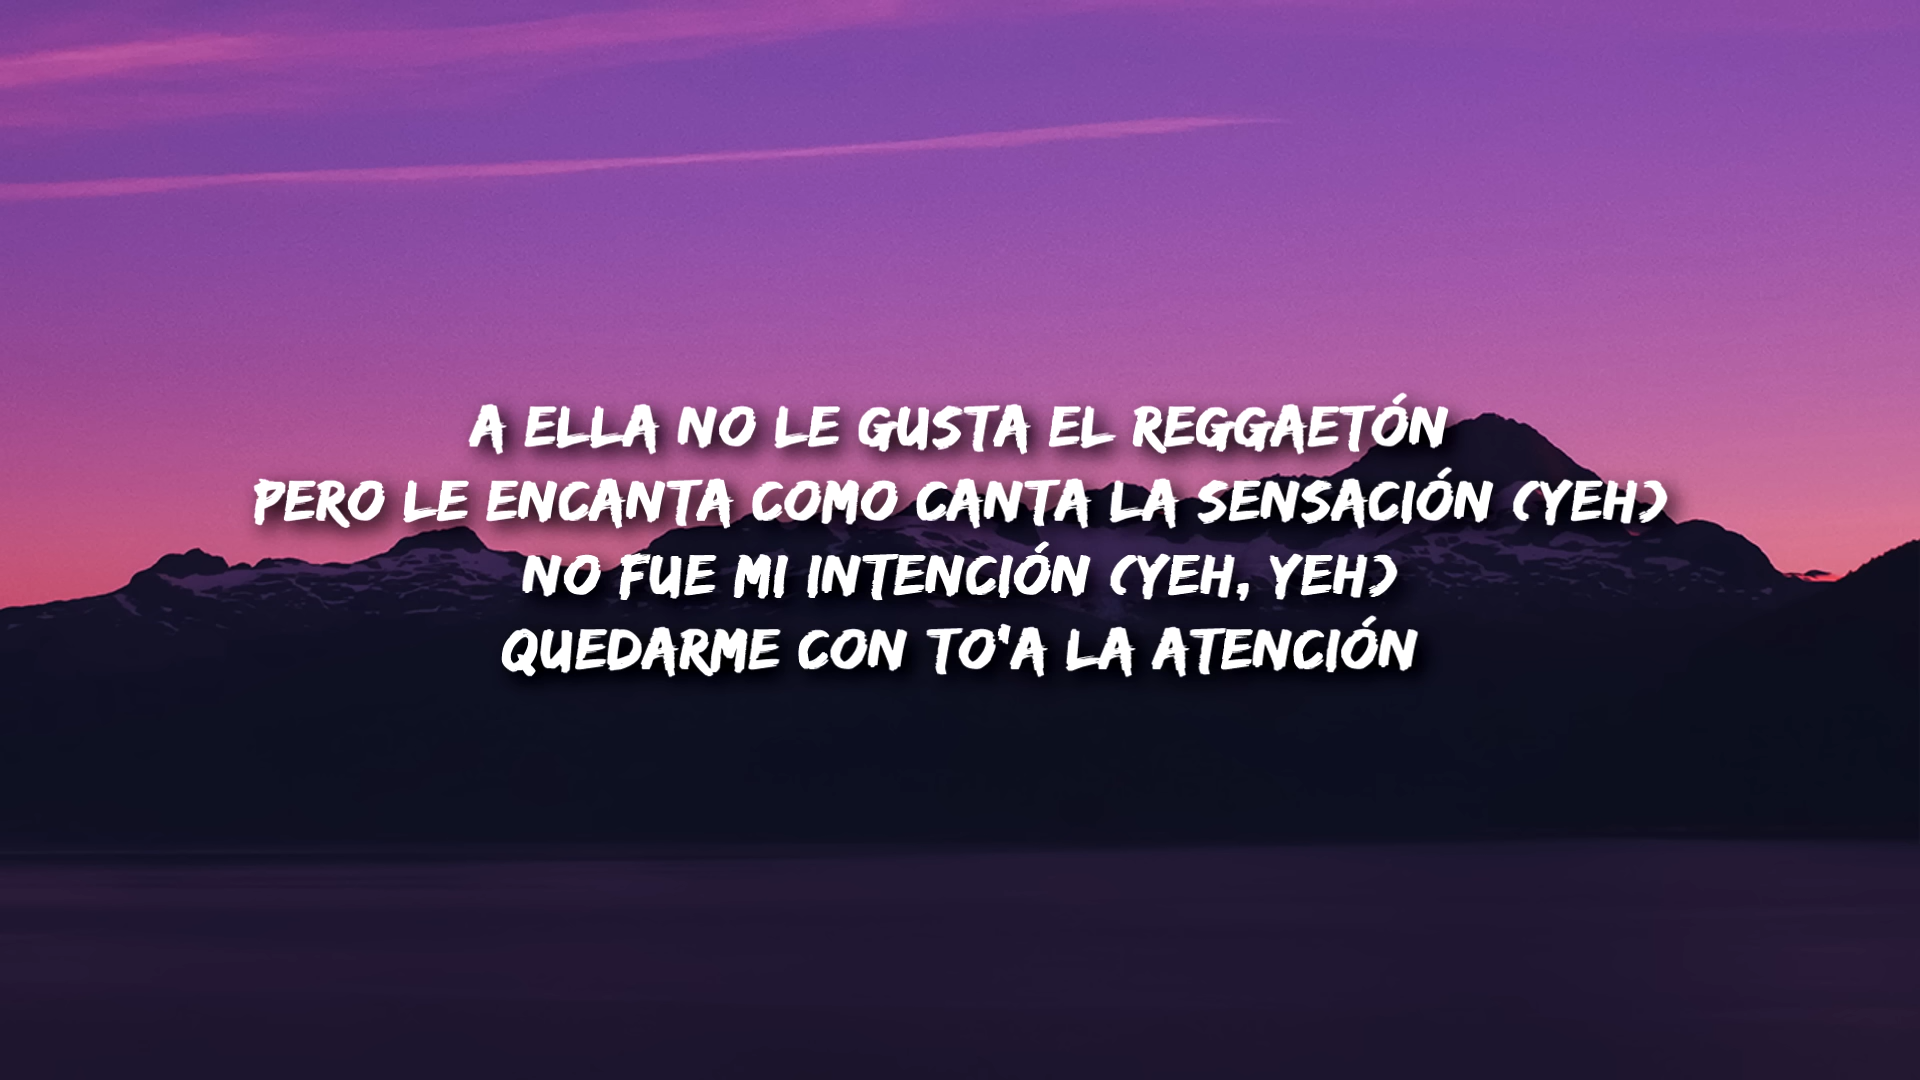 A ELLA NO LE GUSTA EL REGGAETÓN
PERO LE ENCANTA COMO CANTA LA SENSACIÓN (YEH)
NO FUE MI INTENCIÓN (YEH, YEH)
QUEDARME CON TO'A LA ATENCIÓN